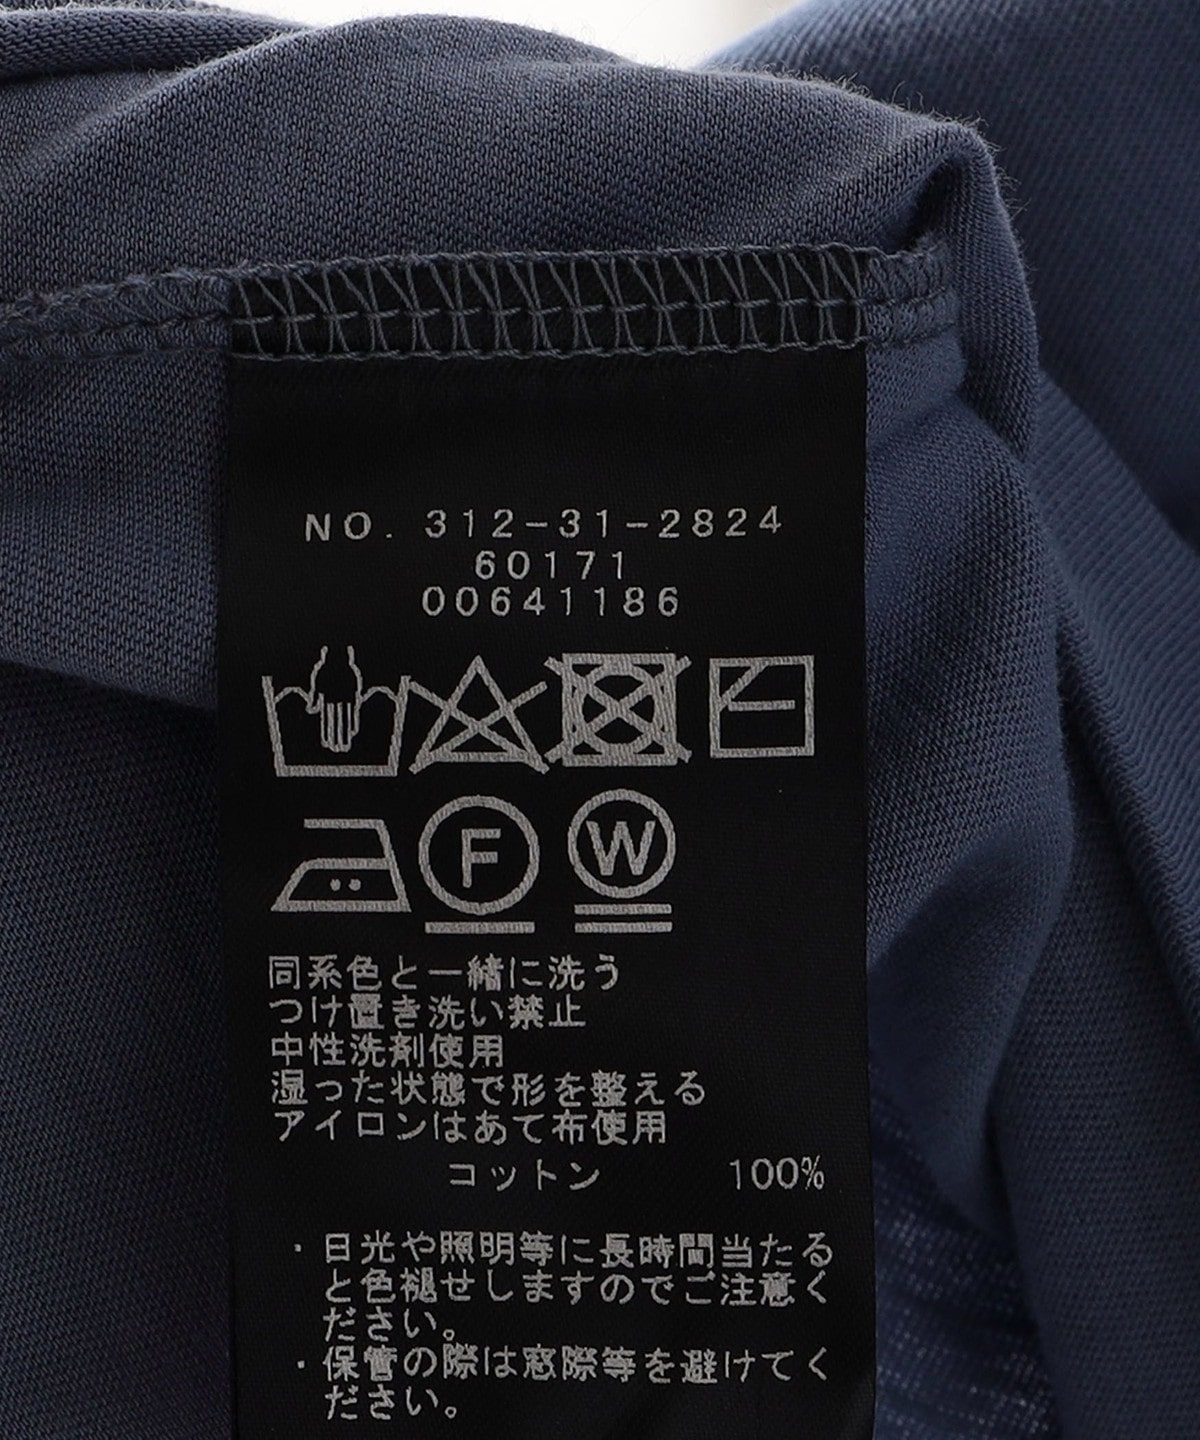 NO. 312-31-2824
60171
00641186
F W
同系色と一緒に洗う
つけ置き洗い禁止
中性洗剤使用
湿った状態で形を整える
アイロンはあて布使用
コットン 100%
・日光や照明等に長時間当たる
と色褪せしますのでご注意く
ださい。
・保管の際は窓際等を避けてく
ださい。